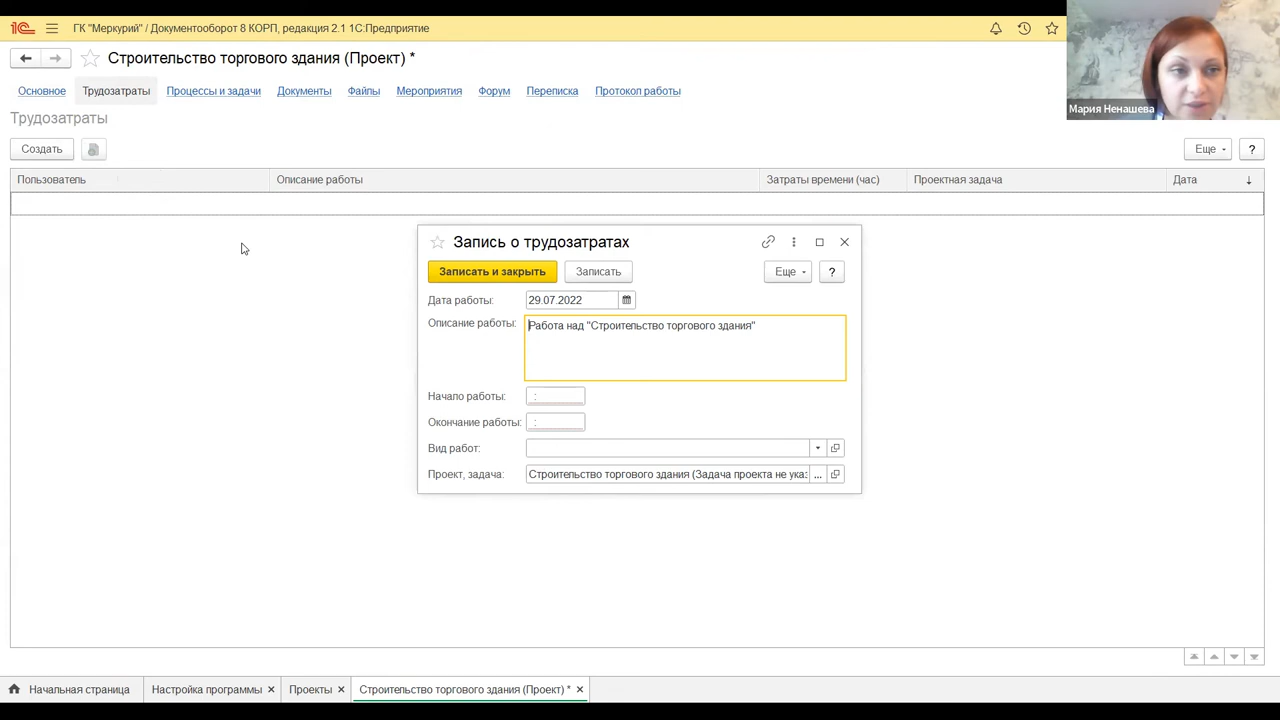 ГК "Меркурий" / Документооборот 8 КОРП, редакция 2.1 1С:Предприятие
Строительство торгового здания (Проект) *
Мария Ненашева
Основное Трудозатраты Процессы и задачи Документы Файлы Мероприятия Форум Переписка Протокол работы
Трудозатраты
Создать Еще ?
Пользователь Описание работы Затраты времени (час) Проектная задача Дата ↓
Запись о трудозатратах
Записать и закрыть Записать Еще ?
Дата работы: 29.07.2022
Описание работы: Работа над "Строительство торгового здания"
Начало работы: :
Окончание работы: :
Вид работ:
Проект, задача: Строительство торгового здания (Задача проекта не ука: ...
Начальная страница Настройка программы × Проекты × Строительство торгового здания (Проект) * ×